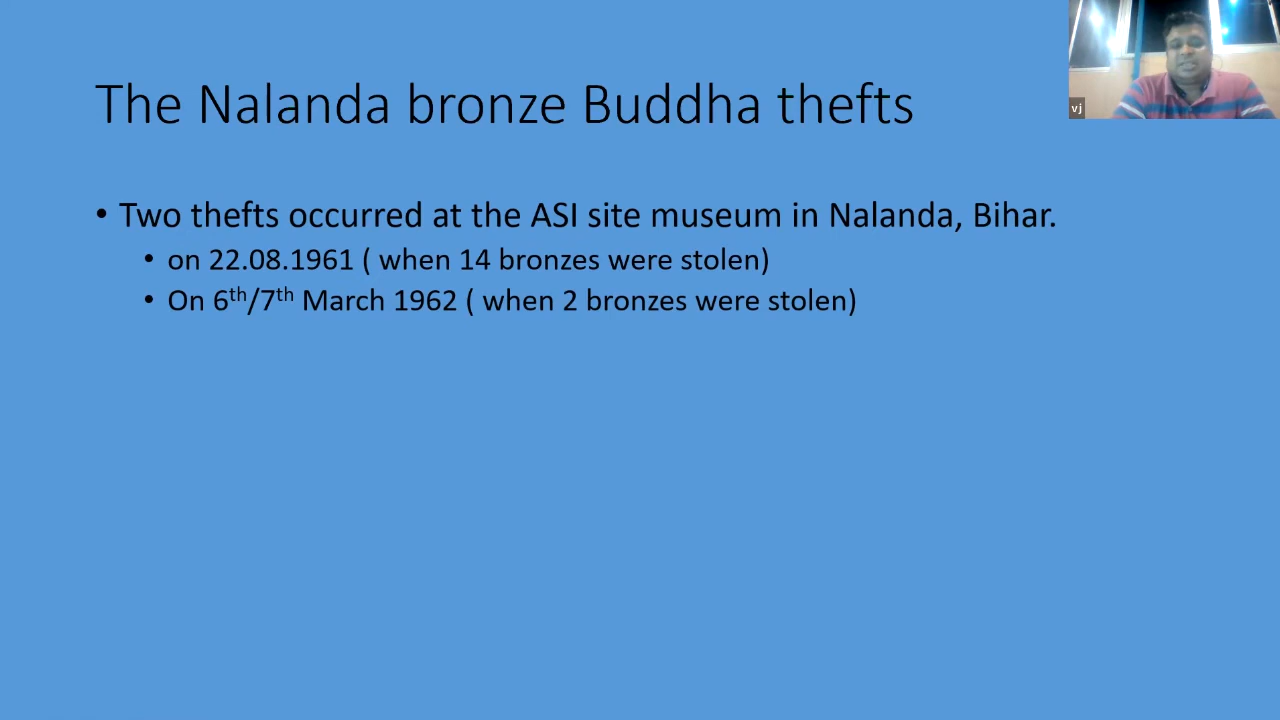 The Nalanda bronze Buddha thefts
vj
• Two thefts occurred at the ASI site museum in Nalanda, Bihar.
• on 22.08.1961 ( when 14 bronzes were stolen)
• On 6th/7th March 1962 ( when 2 bronzes were stolen)